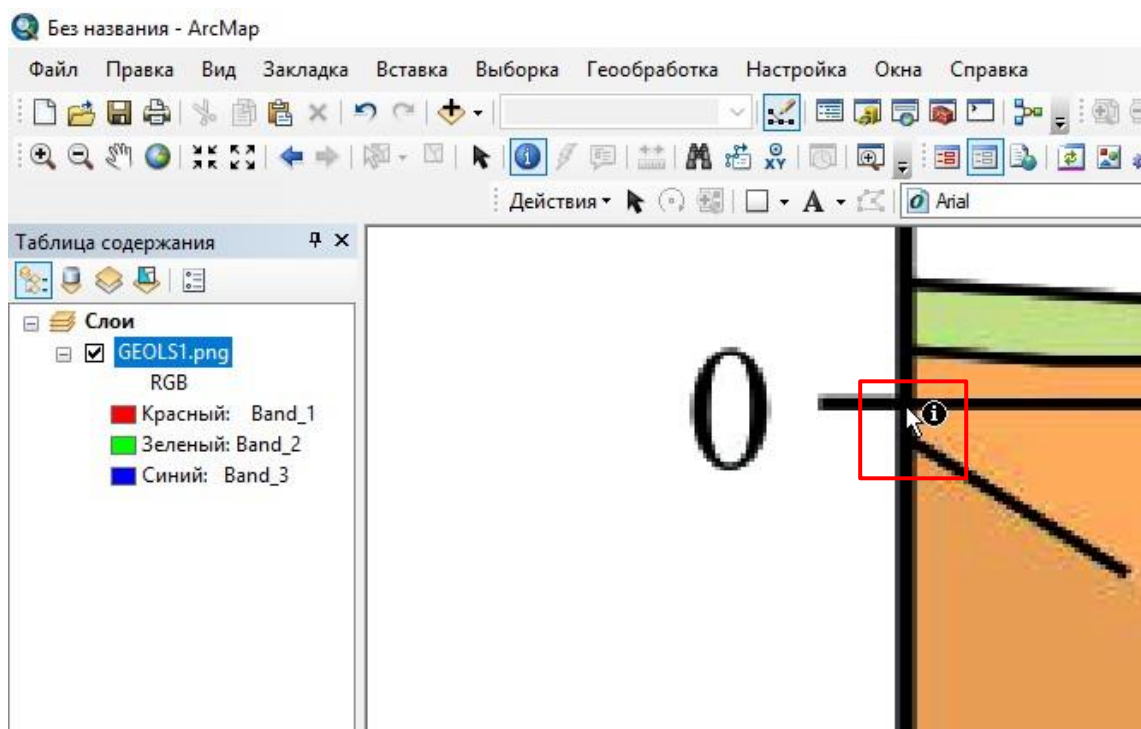 Без названия - ArcMap
Файл Правка Вид Закладка Вставка Выборка Геообработка Настройка Окна Справка
Действия Arial
Таблица содержания
Слои
GEOLS1.png
RGB
Красный: Band_1
Зеленый: Band_2
Синий: Band_3
0